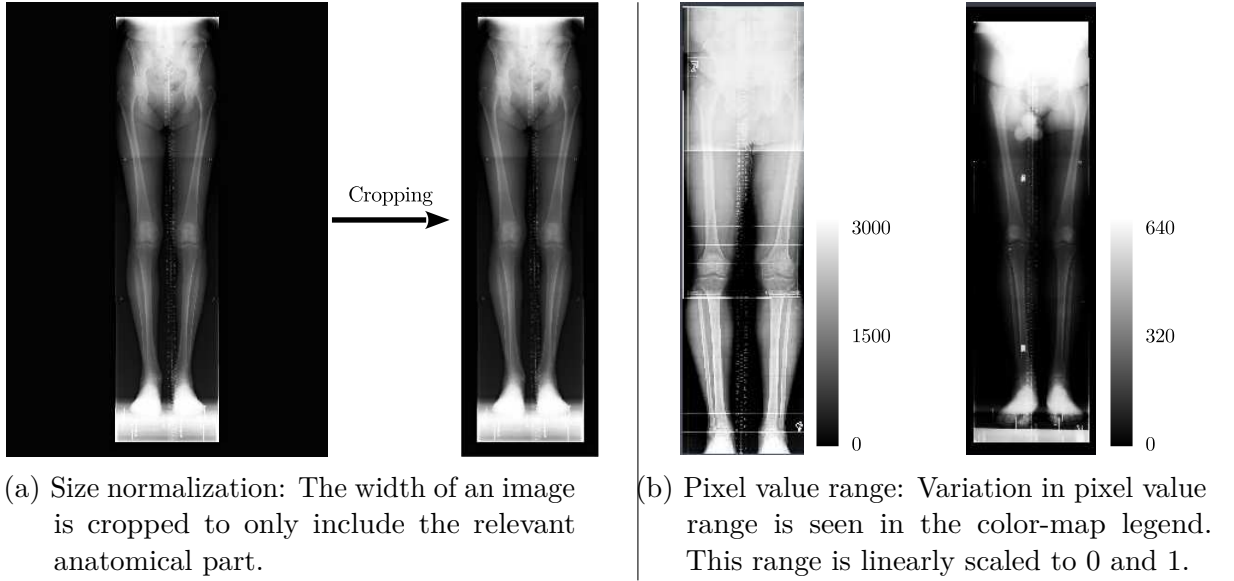 Cropping
3000
1500
0
640
320
0
(a) Size normalization: The width of an image
is cropped to only include the relevant
anatomical part.
(b) Pixel value range: Variation in pixel value
range is seen in the color-map legend.
This range is linearly scaled to 0 and 1.